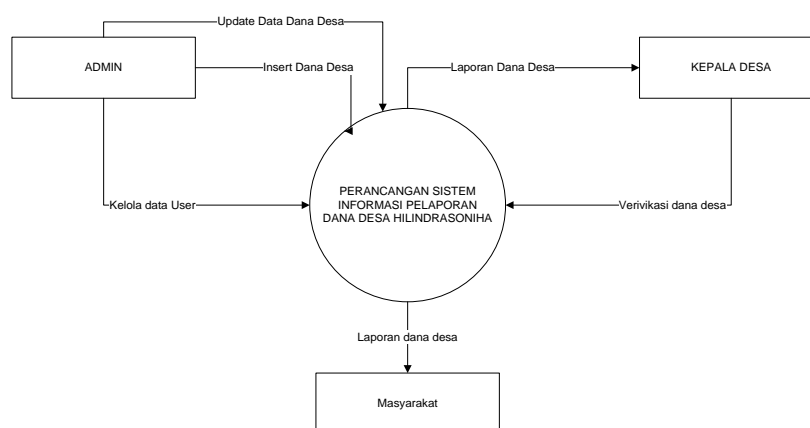 Update Data Dana Desa
ADMIN
Insert Dana Desa
Laporan Dana Desa
KEPALA DESA
PERANCANGAN SISTEM
INFORMASI PELAPORAN
DANA DESA HILINDRASONIHA
Kelola data User
Verivikasi dana desa
Laporan dana desa
Masyarakat